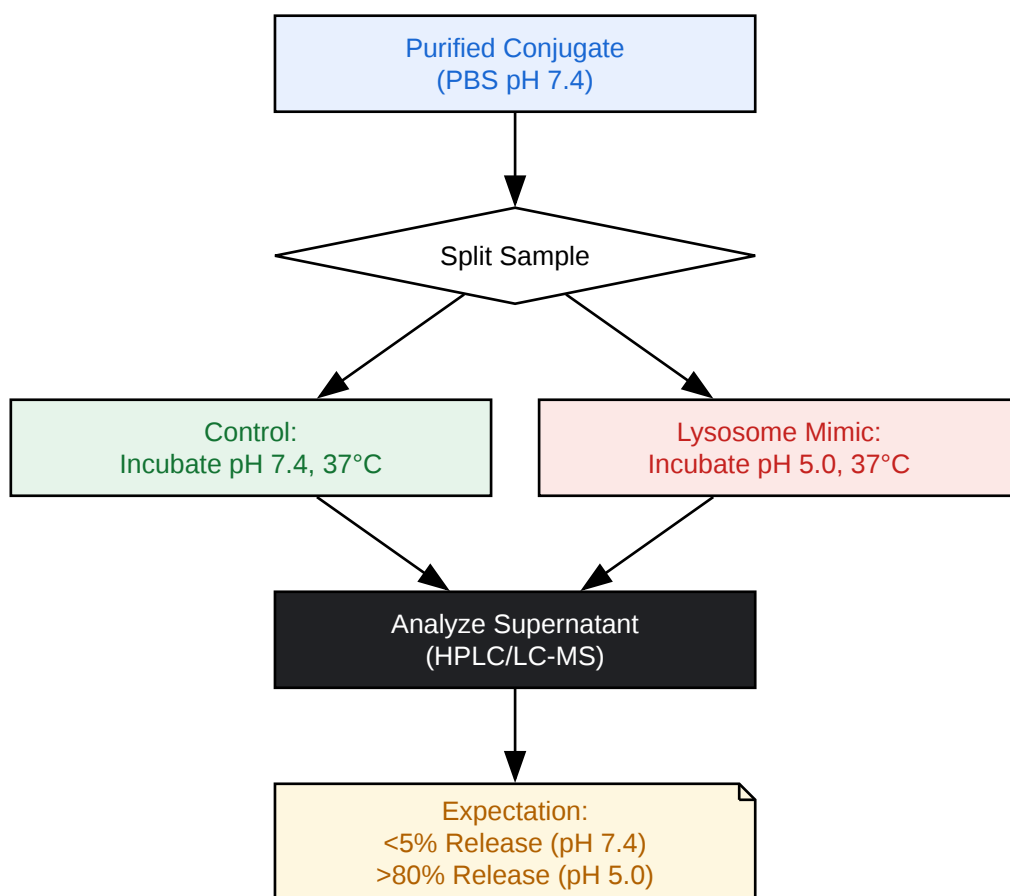 Purified Conjugate
(PBS pH 7.4)
Split Sample
Control:
Incubate pH 7.4, 37°C
Lysosome Mimic:
Incubate pH 5.0, 37°C
Analyze Supernatant
(HPLC/LC-MS)
Expectation:
<5% Release (pH 7.4)
>80% Release (pH 5.0)